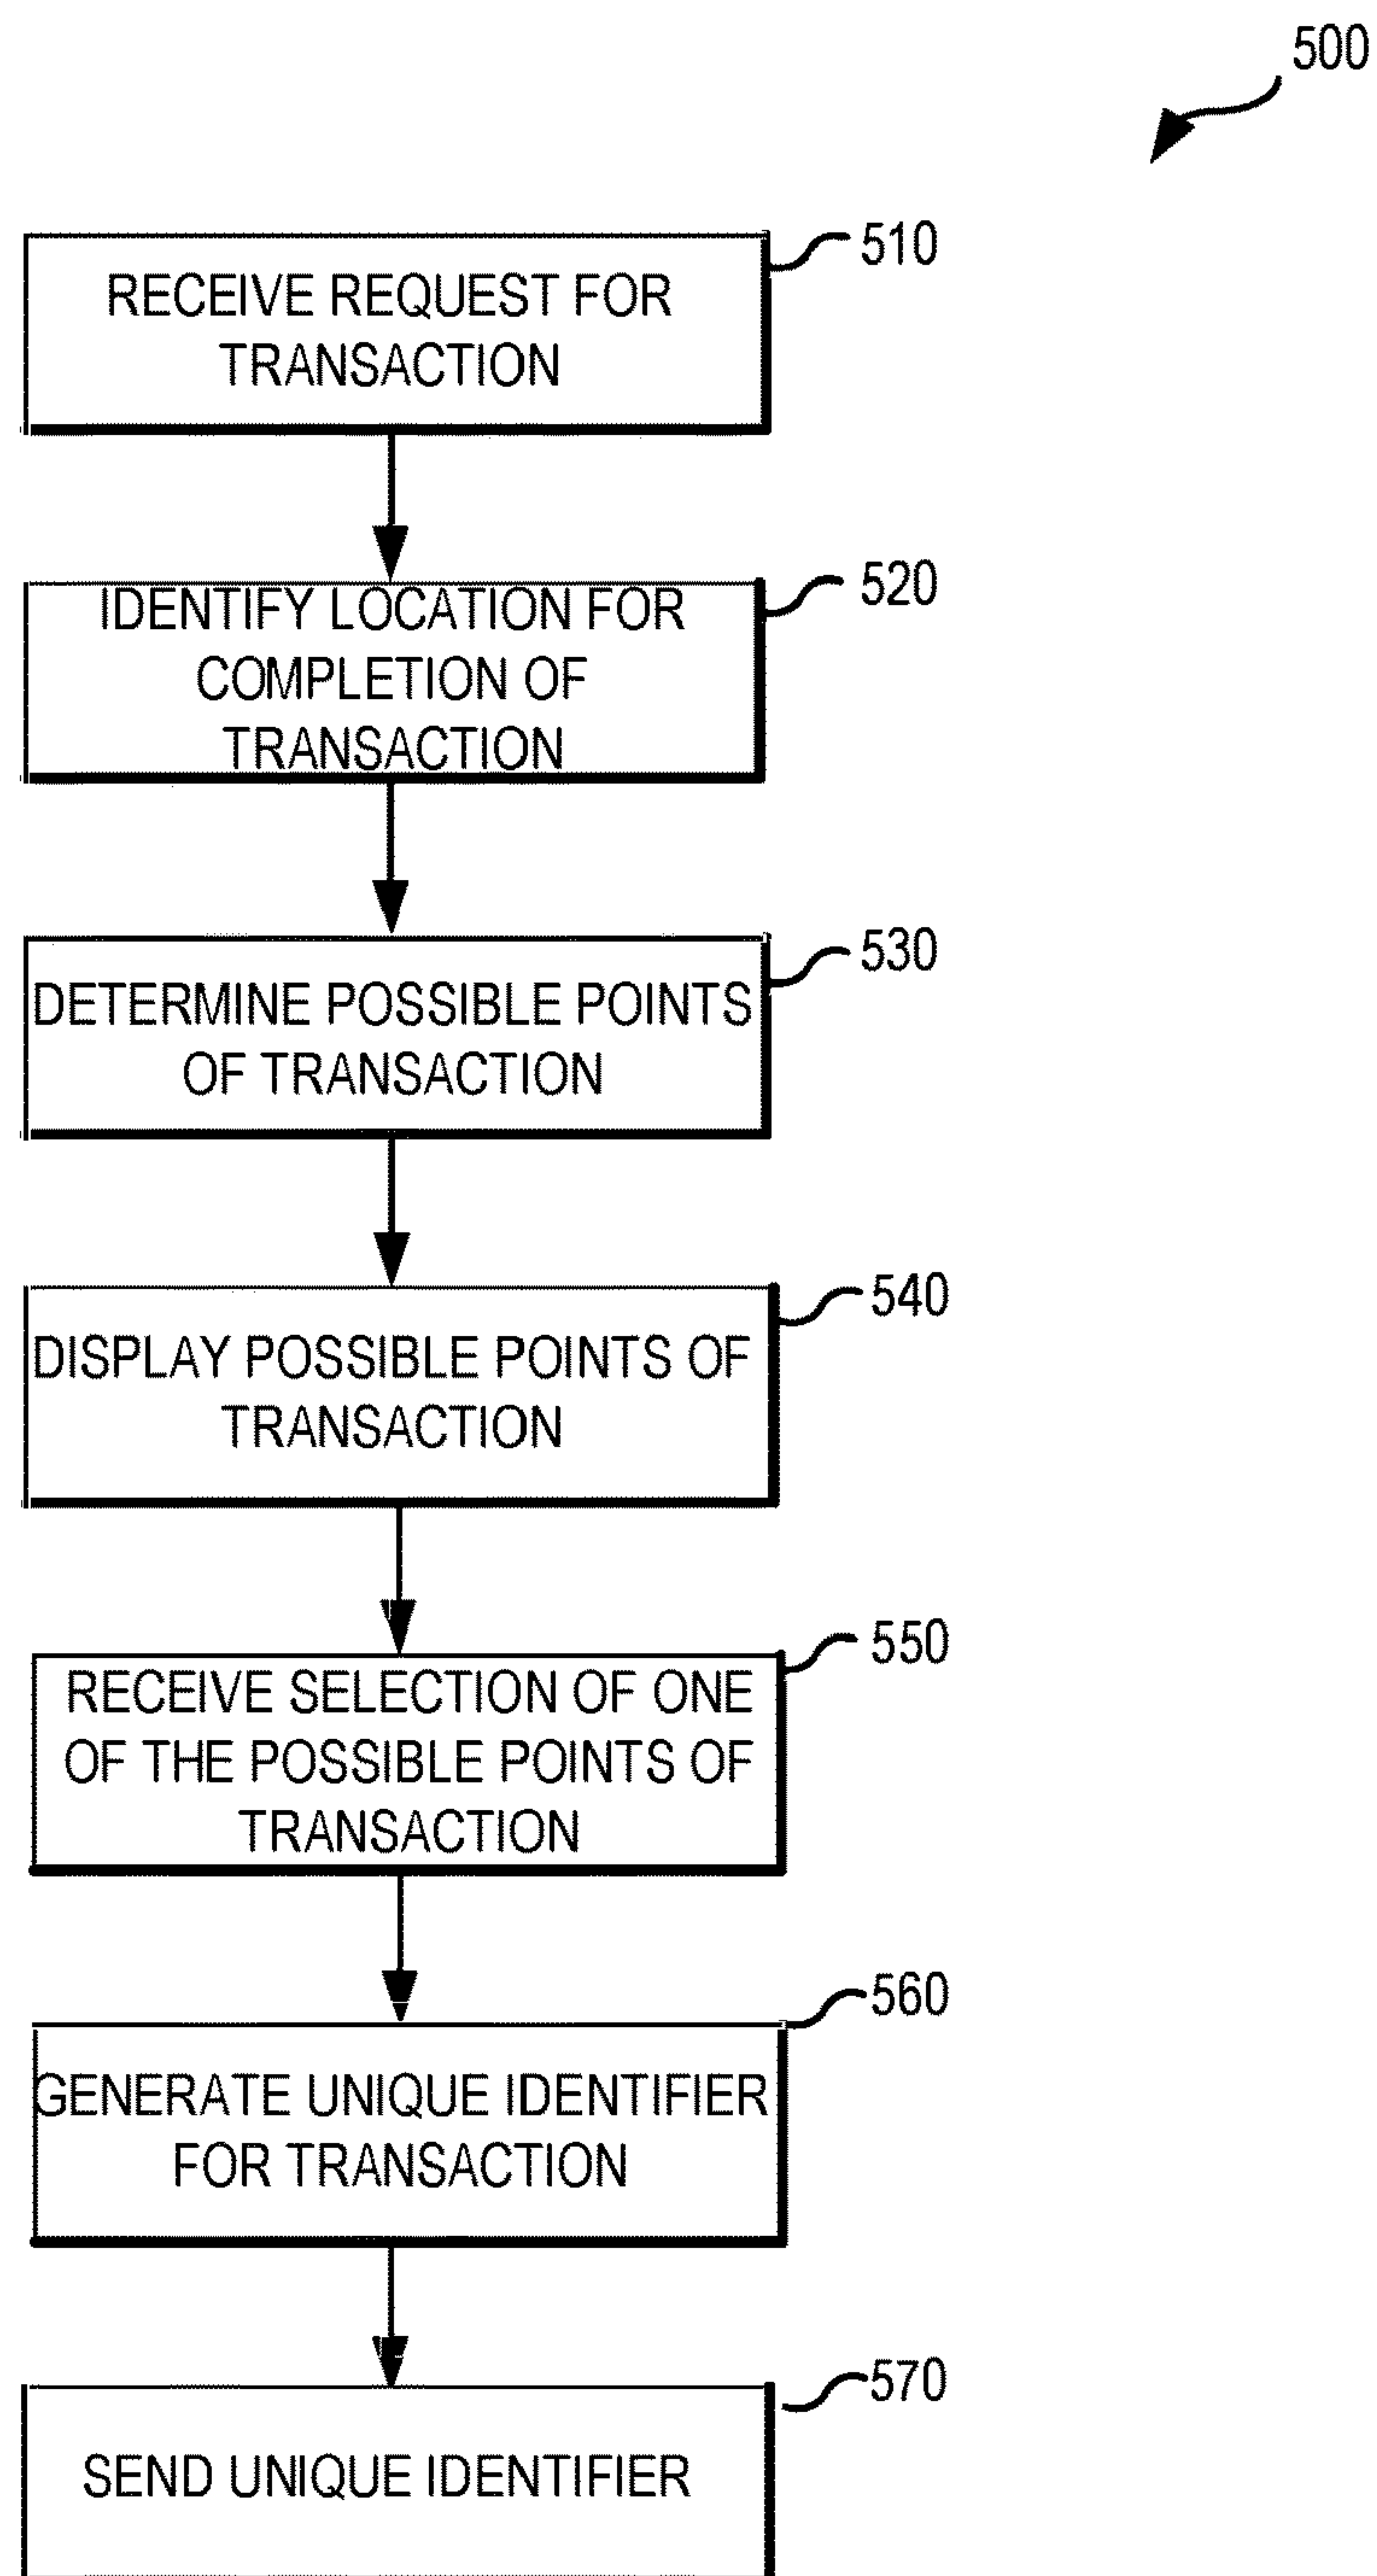 500
510
RECEIVE REQUEST FOR
TRANSACTION
520
IDENTIFY LOCATION FOR
COMPLETION OF
TRANSACTION
530
DETERMINE POSSIBLE POINTS
OF TRANSACTION
540
DISPLAY POSSIBLE POINTS OF
TRANSACTION
550
RECEIVE SELECTION OF ONE
OF THE POSSIBLE POINTS OF
TRANSACTION
560
GENERATE UNIQUE IDENTIFIER
FOR TRANSACTION
570
SEND UNIQUE IDENTIFIER